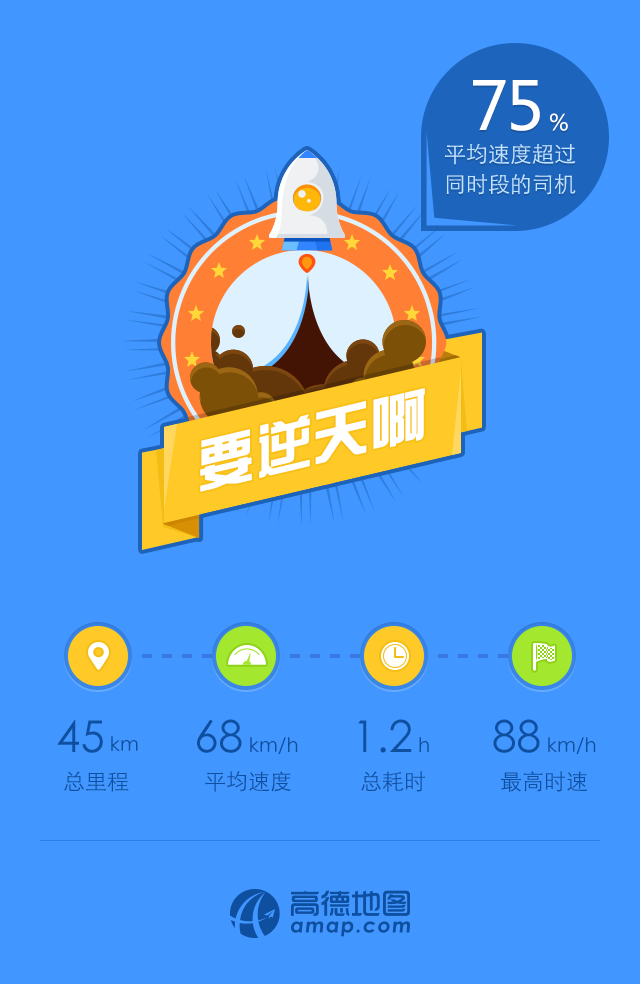 75%
平均速度超过
同时段的司机
要逆天啊
45 km
68 km/h
1.2 h
88 km/h
总里程
平均速度
总耗时
最高时速
高德地图
amap.com